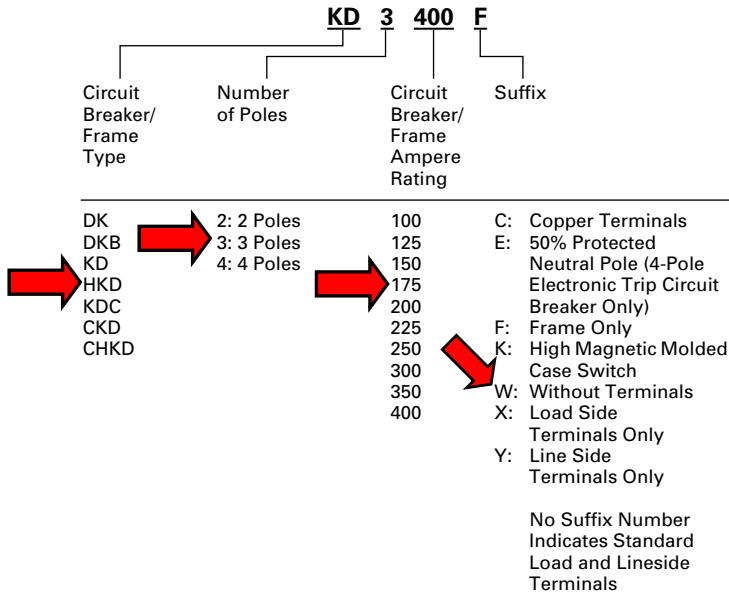 KD 3 400 F
Circuit
Breaker/
Frame
Type
Number
of Poles
Circuit
Breaker/
Frame
Ampere
Rating
Suffix
DK
DKB
KD
HKD
KDC
CKD
CHKD
2: 2 Poles
3: 3 Poles
4: 4 Poles
100
125
150
175
200
225
250
300
350
400
C: Copper Terminals
E: 50% Protected
Neutral Pole (4-Pole
Electronic Trip Circuit
Breaker Only)
F: Frame Only
K: High Magnetic Molded
Case Switch
W: Without Terminals
X: Load Side
Terminals Only
Y: Line Side
Terminals Only
No Suffix Number
Indicates Standard
Load and Lineside
Terminals